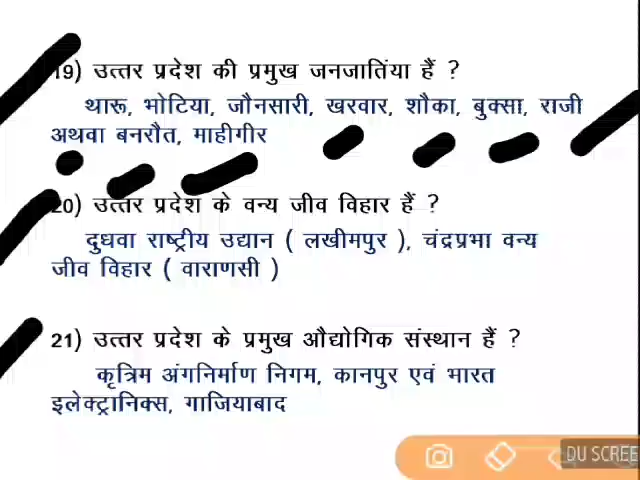 19) उत्तर प्रदेश की प्रमुख जनजातिंया हैं ?
थारू, भोटिया, जौनसारी, खरवार, शौका, बुक्सा, राजी
अथवा बनरौत, माहीगीर
20) उत्तर प्रदेश के वन्य जीव विहार हैं ?
दुधवा राष्ट्रीय उद्यान ( लखीमपुर ), चंद्रप्रभा वन्य
जीव विहार ( वाराणसी )
21) उत्तर प्रदेश के प्रमुख औद्योगिक संस्थान हैं ?
कृत्रिम अंगनिर्माण निगम, कानपुर एवं भारत
इलेक्ट्रानिक्स, गाजियाबाद
DU SCREE